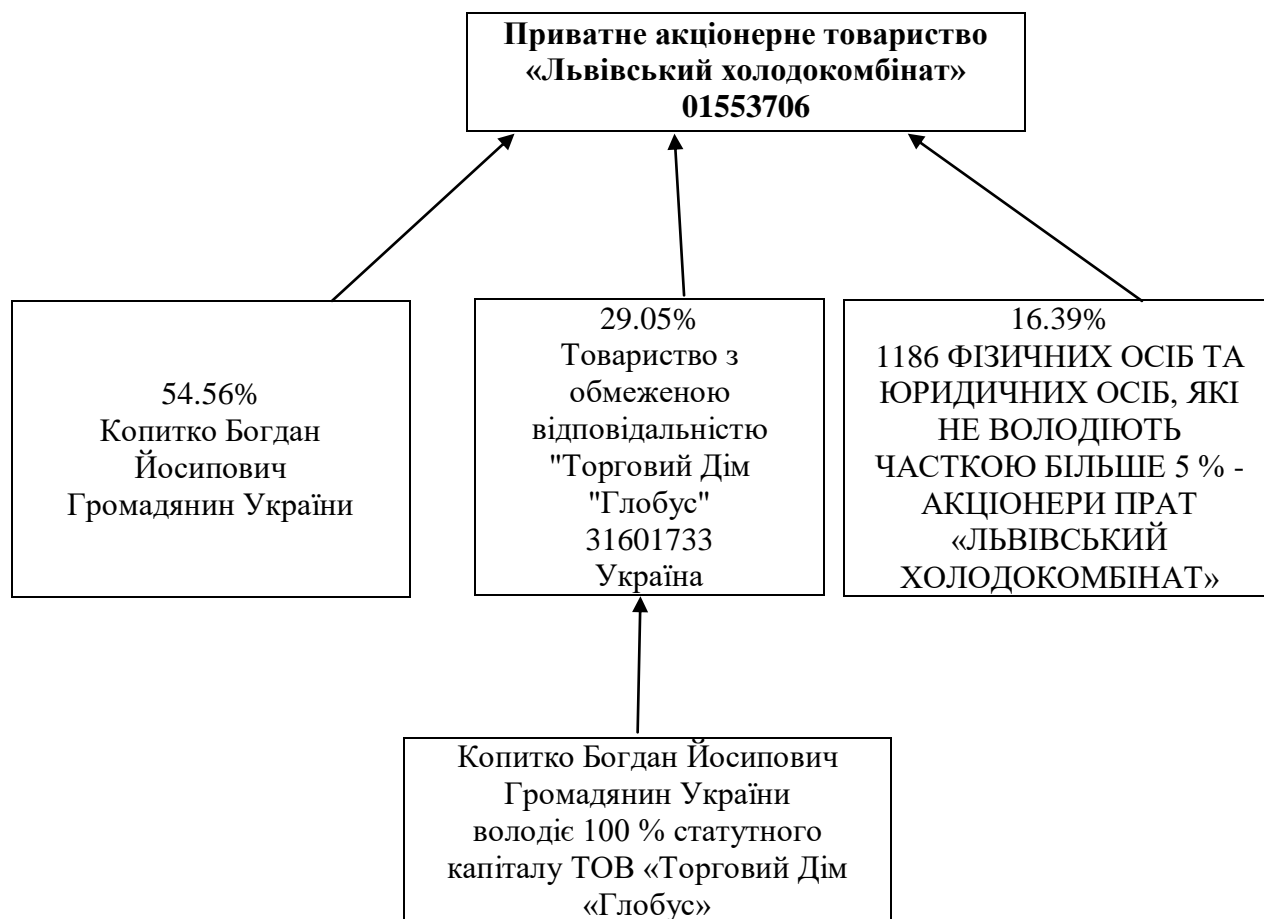 Приватне акціонерне товариство
«Львівський холодокомбінат»
01553706
54.56%
Копитко Богдан
Йосипович
Громадянин України
29.05%
Товариство з
обмеженою
відповідальністю
"Торговий Дім
"Глобус"
31601733
Україна
16.39%
1186 ФІЗИЧНИХ ОСІБ ТА
ЮРИДИЧНИХ ОСІБ, ЯКІ
НЕ ВОЛОДІЮТЬ
ЧАСТКОЮ БІЛЬШЕ 5 % -
АКЦІОНЕРИ ПРАТ
«ЛЬВІВСЬКИЙ
ХОЛОДОКОМБІНАТ»
Копитко Богдан Йосипович
Громадянин України
володіє 100 % статутного
капіталу ТОВ «Торговий Дім
«Глобус»